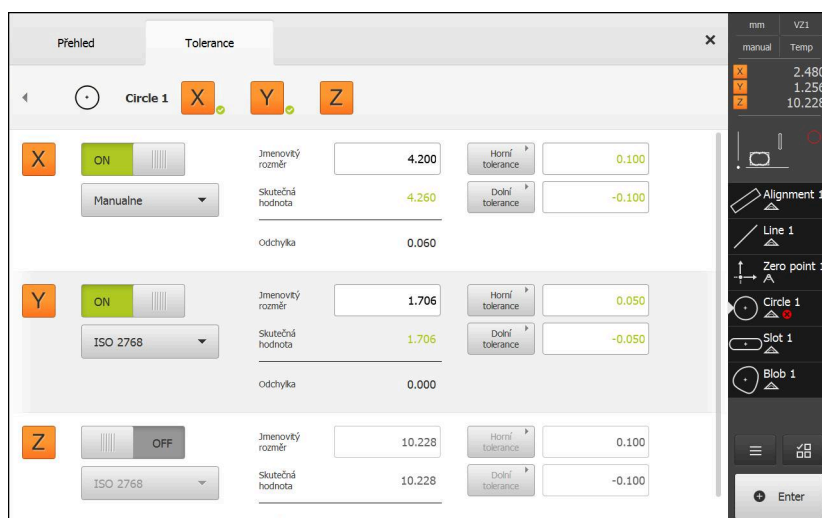 Přehled
Tolerance
×
Circle 1
X
Y
Z
X
ON
Jmenovitý
rozměr
4.200
Horní
tolerance
0.100
Manualne
Skutečná
hodnota
4.260
Dolní
tolerance
-0.100
Odchylka
0.060
Y
ON
Jmenovitý
rozměr
1.706
Horní
tolerance
0.050
ISO 2768
Skutečná
hodnota
1.706
Dolní
tolerance
-0.050
Odchylka
0.000
Z
OFF
Jmenovitý
rozměr
10.228
Horní
tolerance
0.100
ISO 2768
Skutečná
hodnota
10.228
Dolní
tolerance
-0.100
mm VZ1
manual Temp
X 2.480
Y 1.256
Z 10.228
Alignment 1
Line 1
Zero point 1
Circle 1
Slot 1
Blob 1
Enter